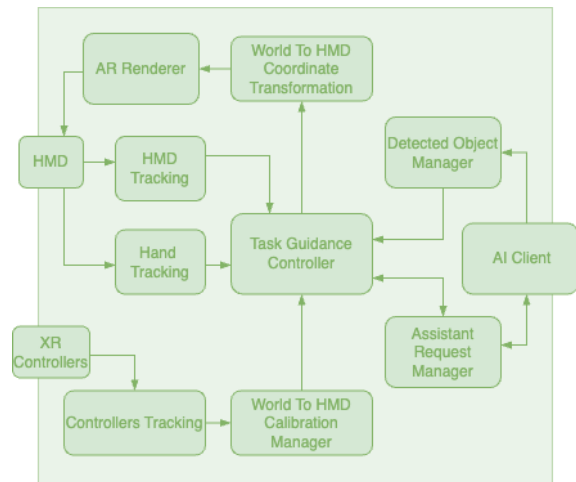 AR Renderer
World To HMD
Coordinate
Transformation
HMD
HMD
Tracking
Detected Object
Manager
Hand
Tracking
Task Guidance
Controller
AI Client
XR
Controllers
Assistant
Request
Manager
Controllers Tracking
World To HMD
Calibration
Manager